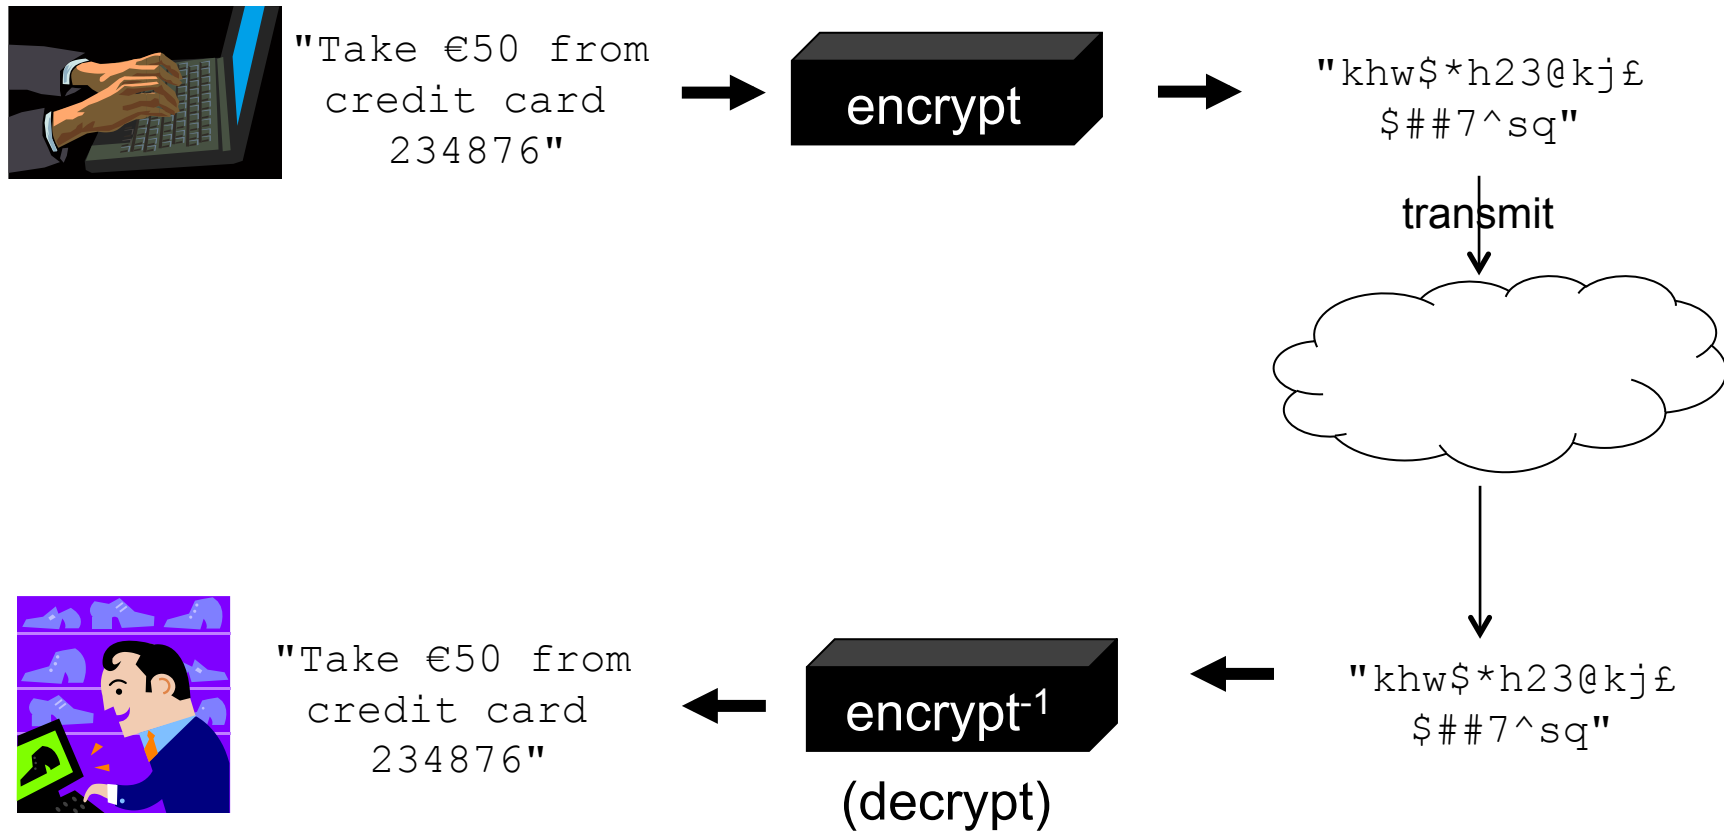 "Take €50 from
credit card
234876"
encrypt
"khw$*h23@kj£
$##7^sq"
transmit
"khw$*h23@kj£
$##7^sq"
encrypt⁻¹
(decrypt)
"Take €50 from
credit card
234876"